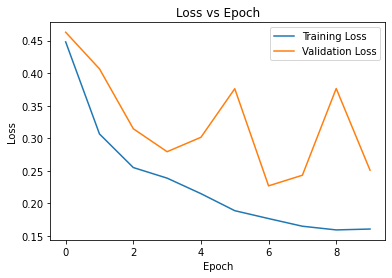 Loss vs Epoch
Training Loss
Validation Loss
0.45
0.40
0.35
0.30
0.25
0.20
0.15
Loss
0 2 4 6 8
Epoch